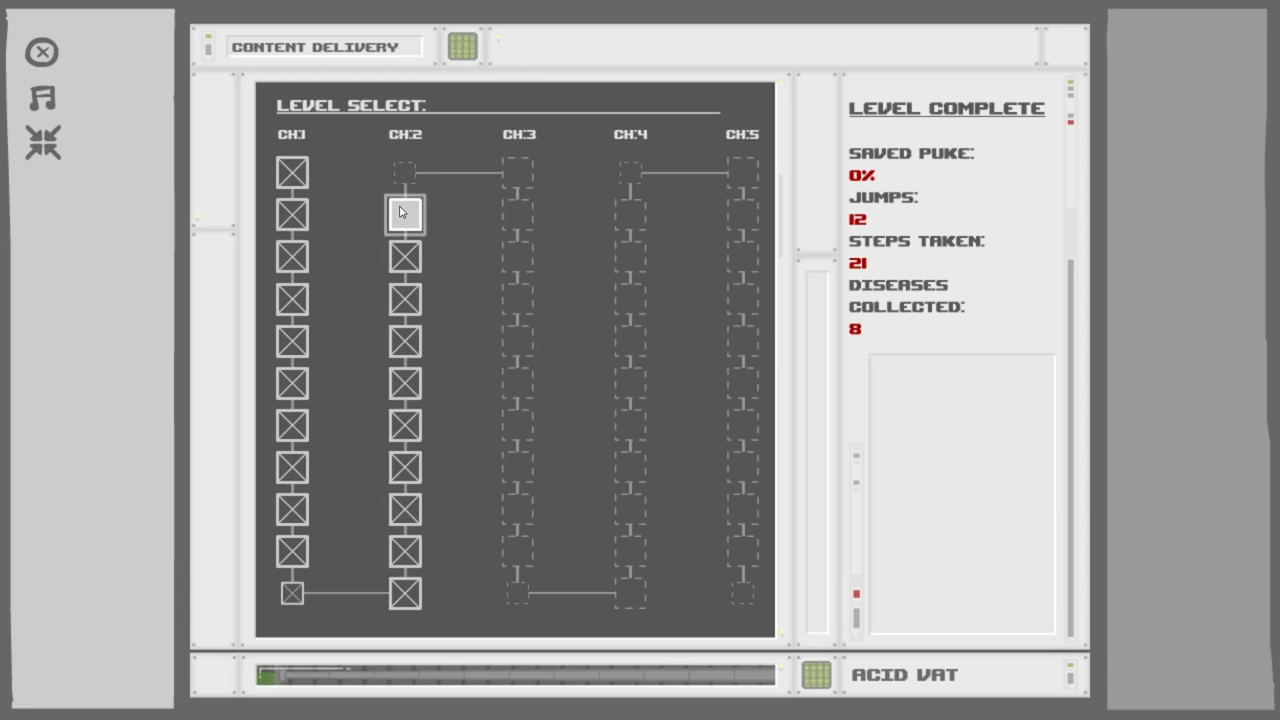 CONTENT DELIVERY
LEVEL SELECT:
CH:1 CH:2 CH:3 CH:4 CH:5
LEVEL COMPLETE
SAVED PUKE:
0%
JUMPS:
12
STEPS TAKEN:
21
DISEASES
COLLECTED:
8
ACID VAT